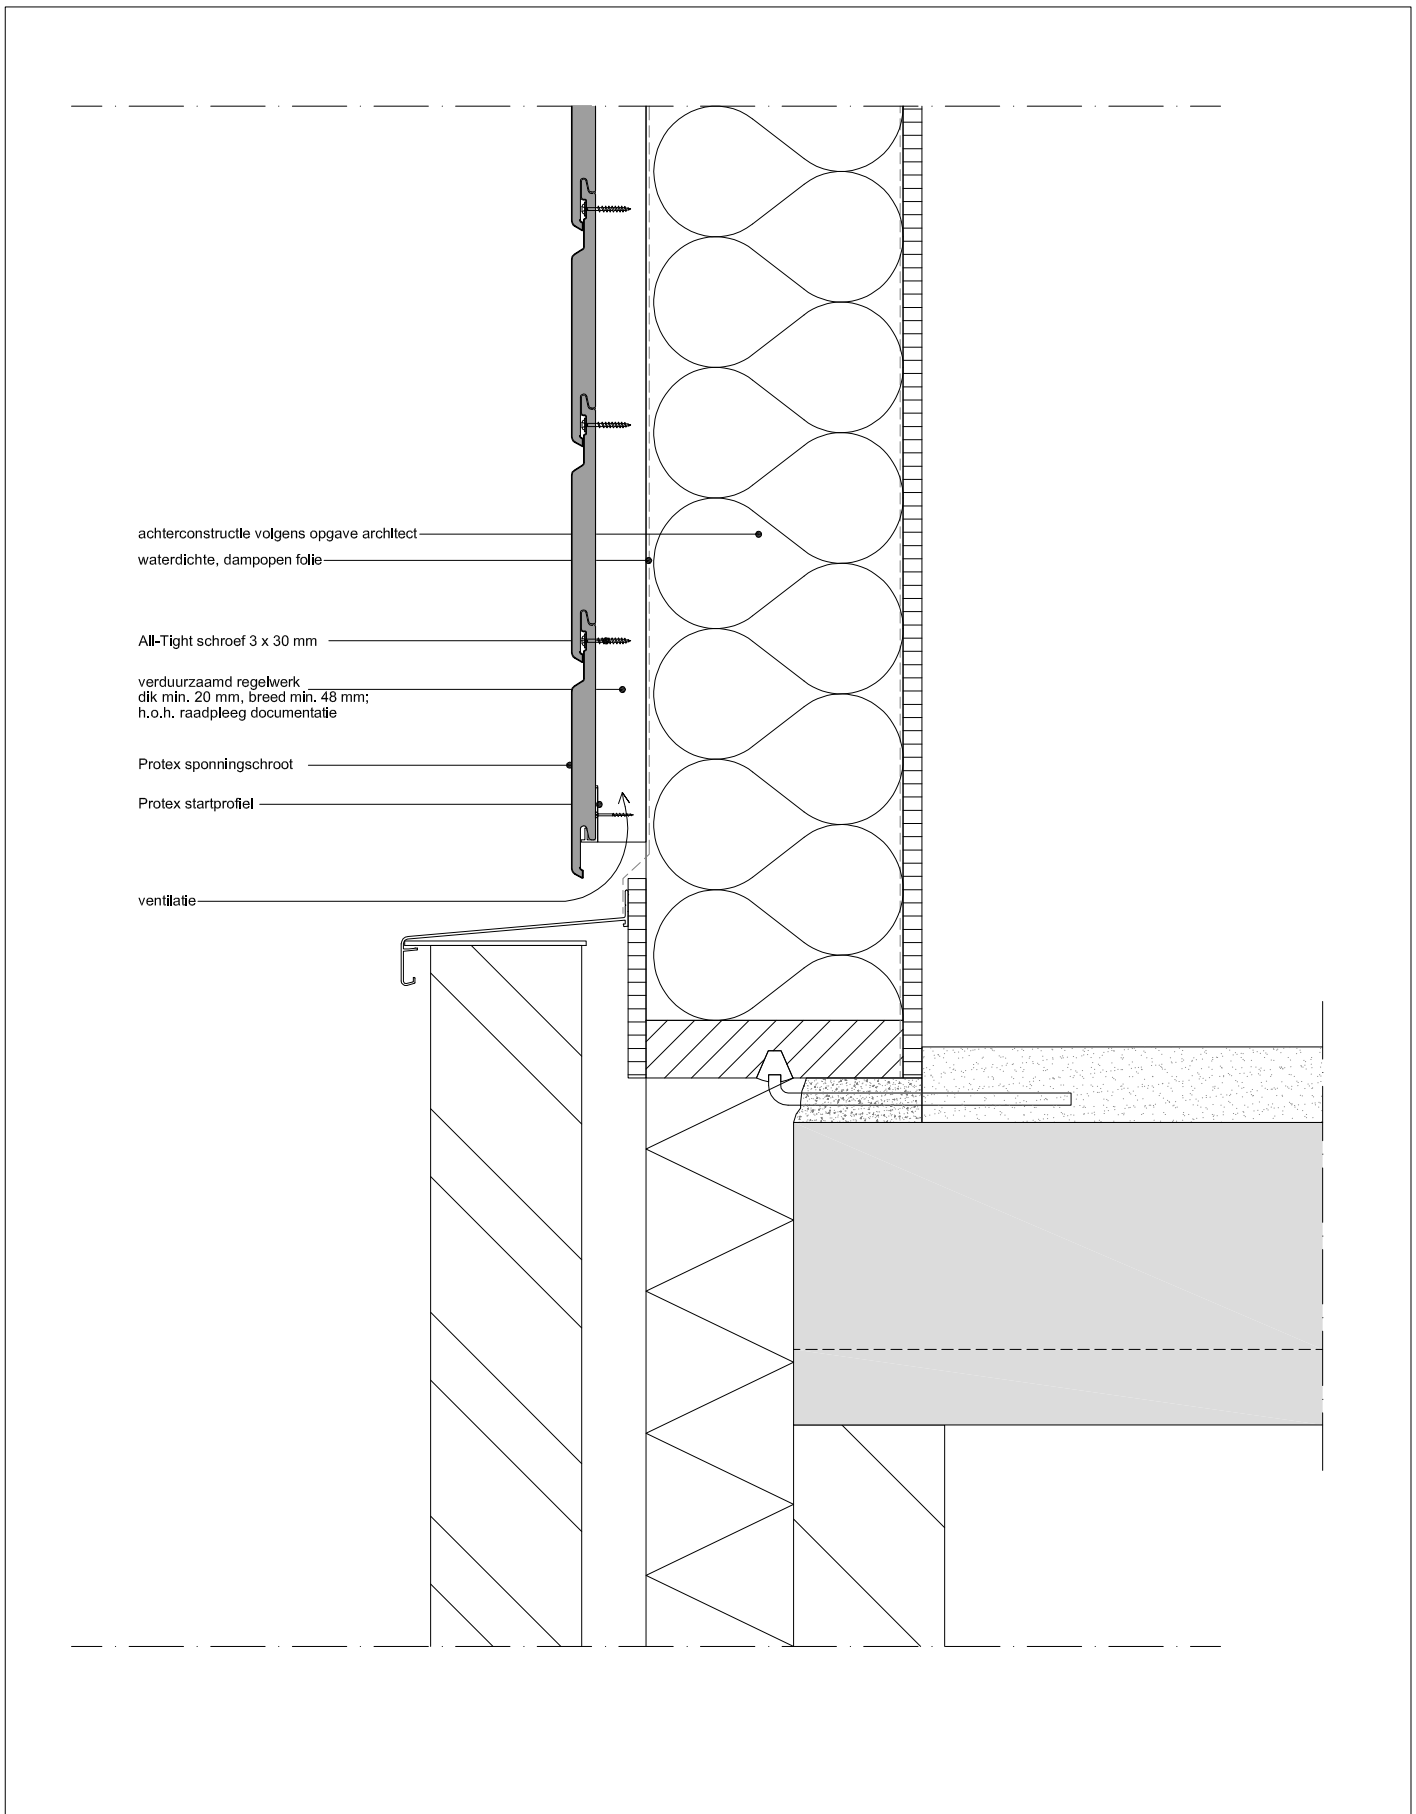 achterconstructie volgens opgave architect
waterdichte, dampopen folie
All-Tight schroef 3 x 30 mm
verduurzaamd regelwerk
dik min. 20 mm, breed min. 48 mm;
h.o.h. raadpleeg documentatie
Protex sponningschroot
Protex startprofiel
ventilatie